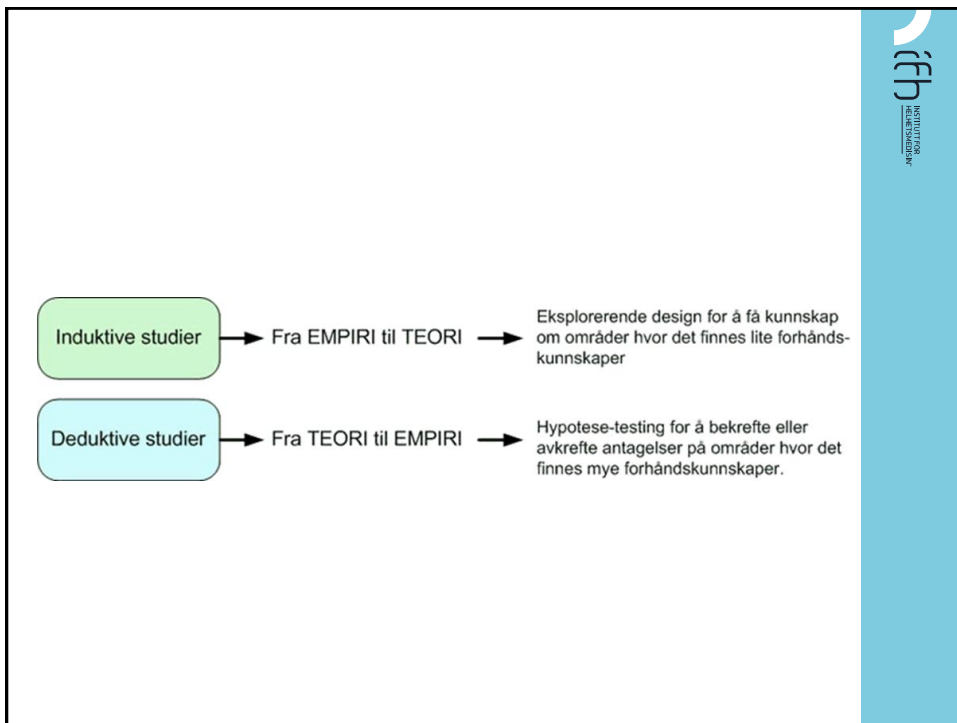 ifh
INSTITUTT FOR
HELHETSMEDISIN
Induktive studier
Fra EMPIRI til TEORI
Eksplorerende design for å få kunnskap
om områder hvor det finnes lite forhånds-
kunnskaper
Deduktive studier
Fra TEORI til EMPIRI
Hypotese-testing for å bekrefte eller
avkrefte antagelser på områder hvor det
finnes mye forhåndskunnskaper.